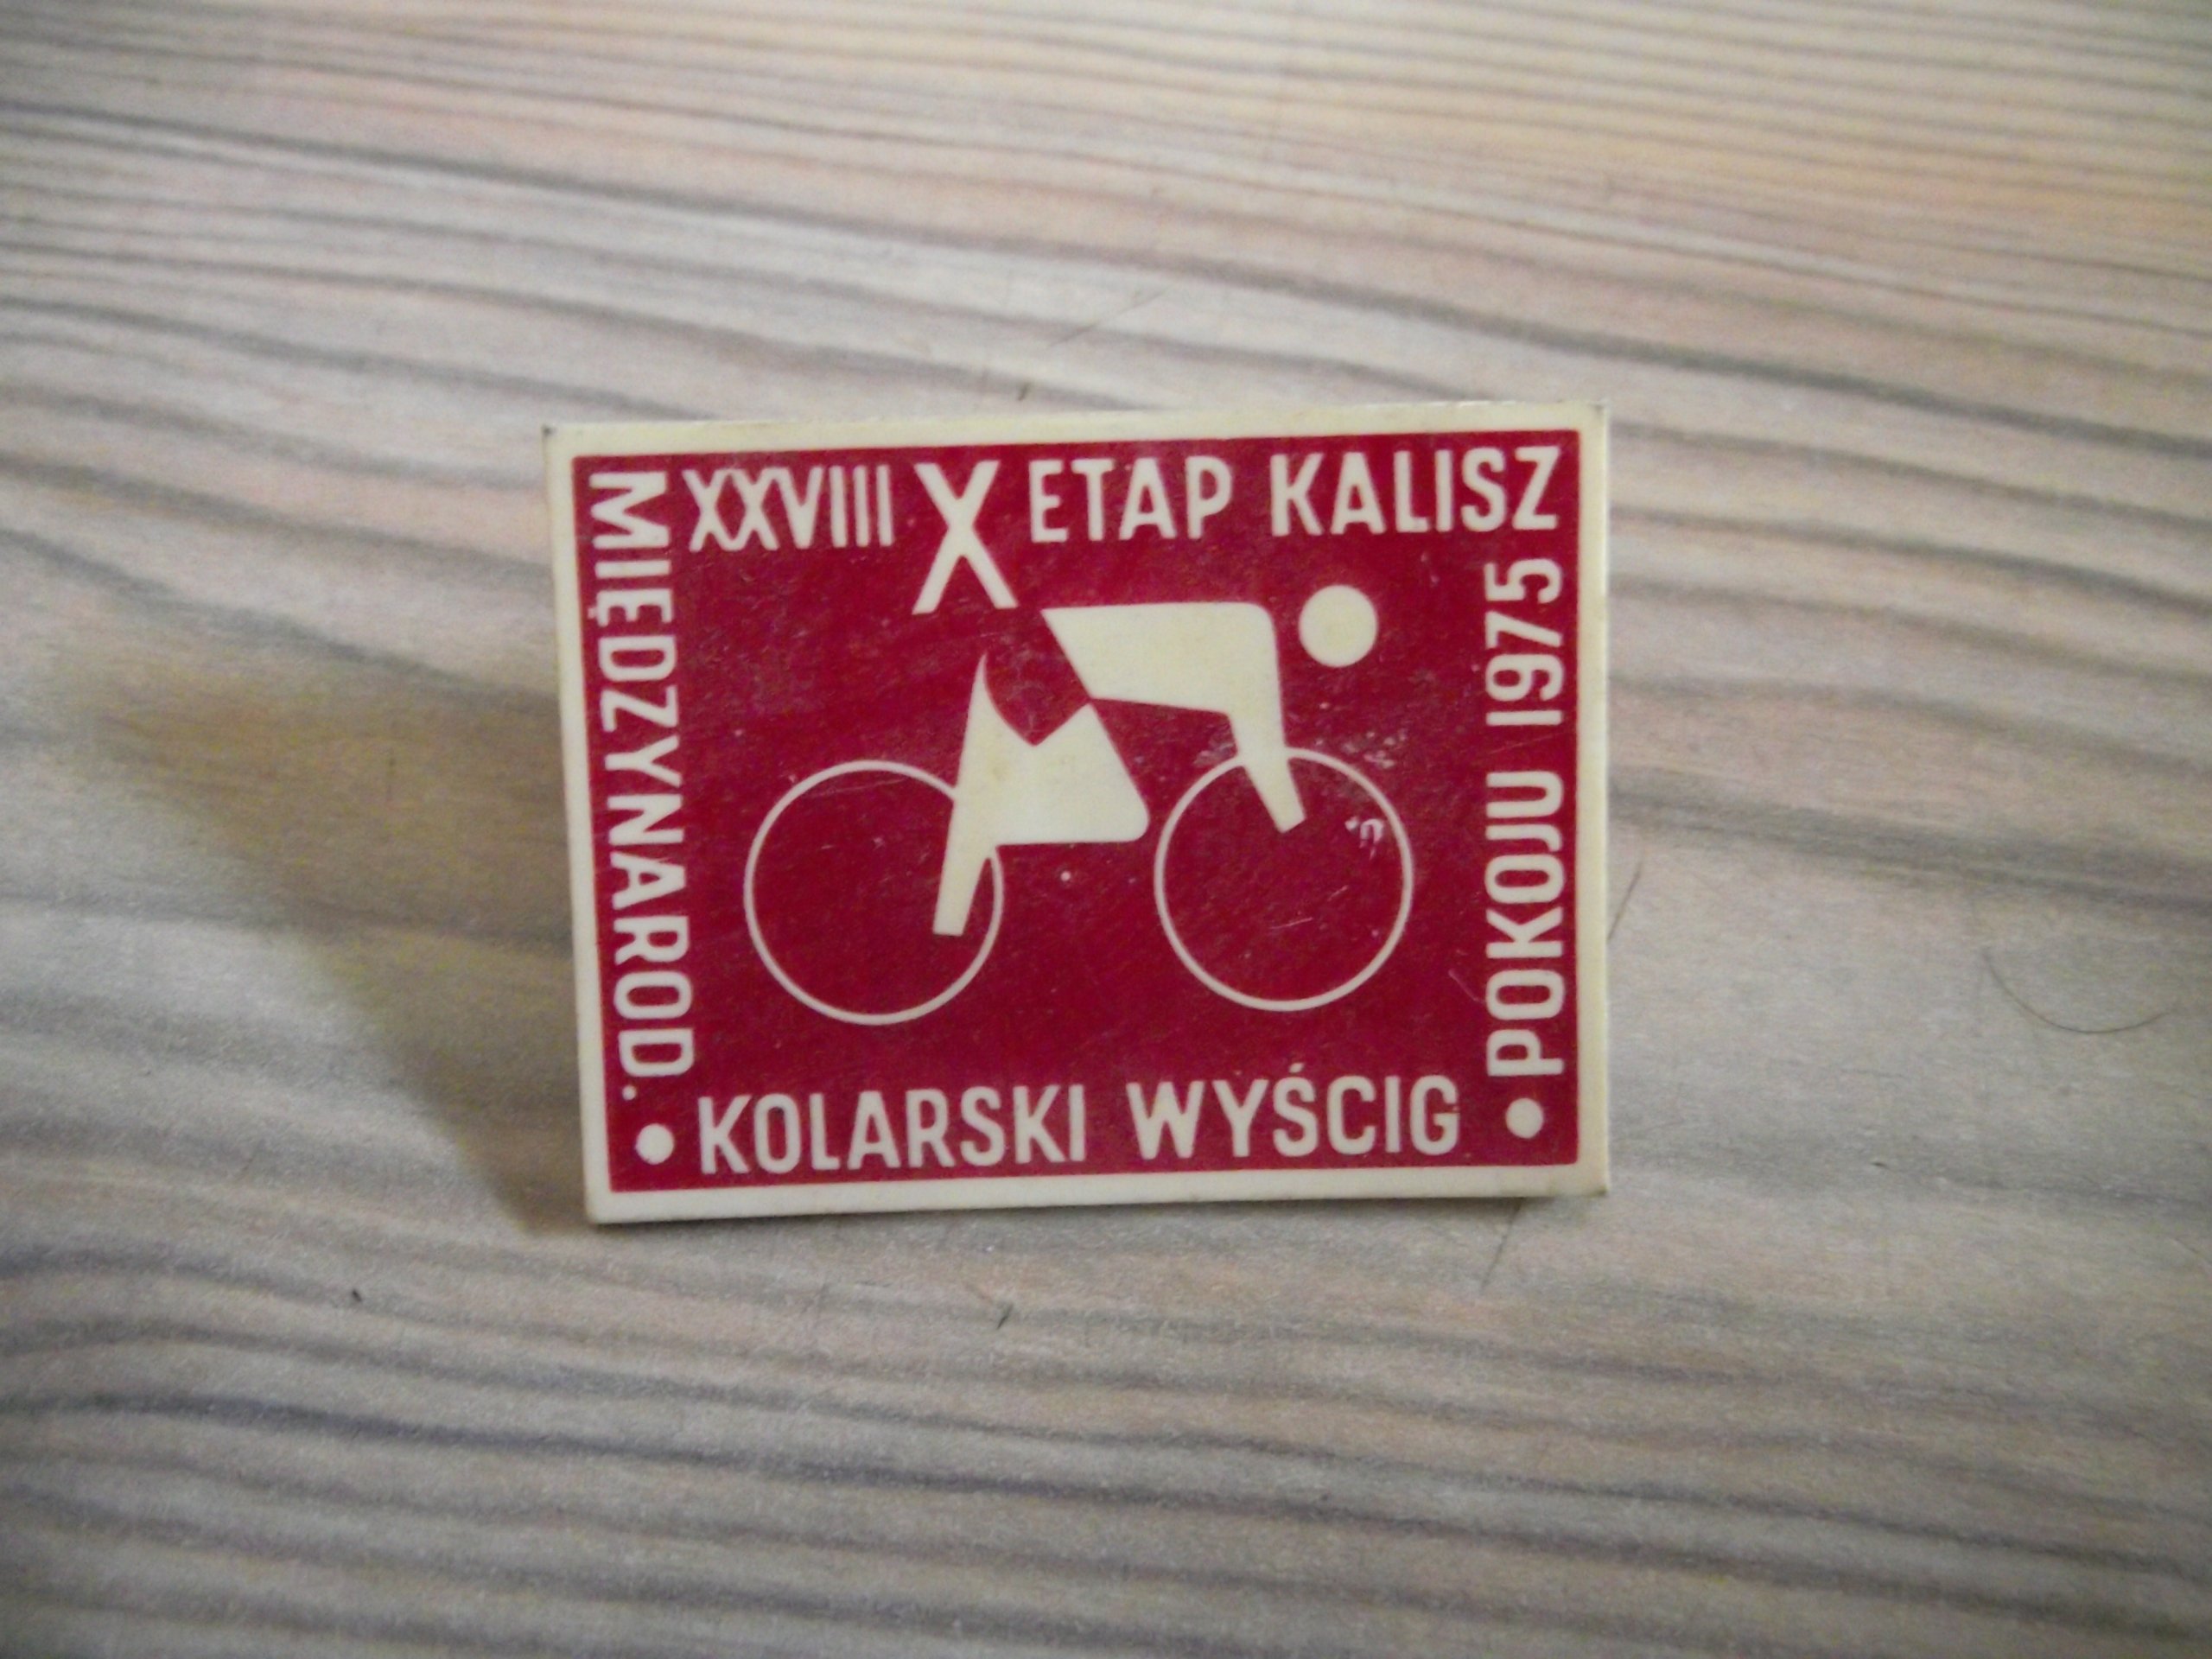 XXVIII X ETAP KALISZ
MIĘDZYNAROD.
KOLARSKI WYŚCIG
POKOJU 1975